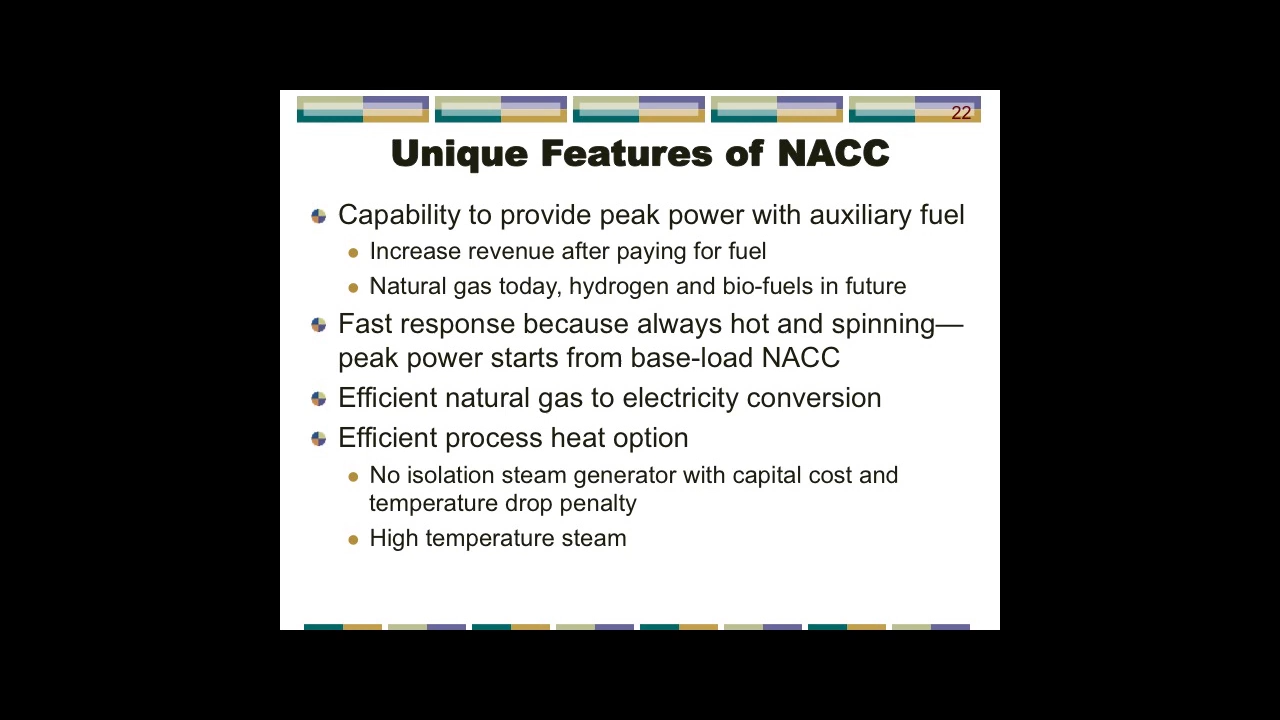 22
Unique Features of NACC
Capability to provide peak power with auxiliary fuel
Increase revenue after paying for fuel
Natural gas today, hydrogen and bio-fuels in future
Fast response because always hot and spinning—
peak power starts from base-load NACC
Efficient natural gas to electricity conversion
Efficient process heat option
No isolation steam generator with capital cost and
temperature drop penalty
High temperature steam